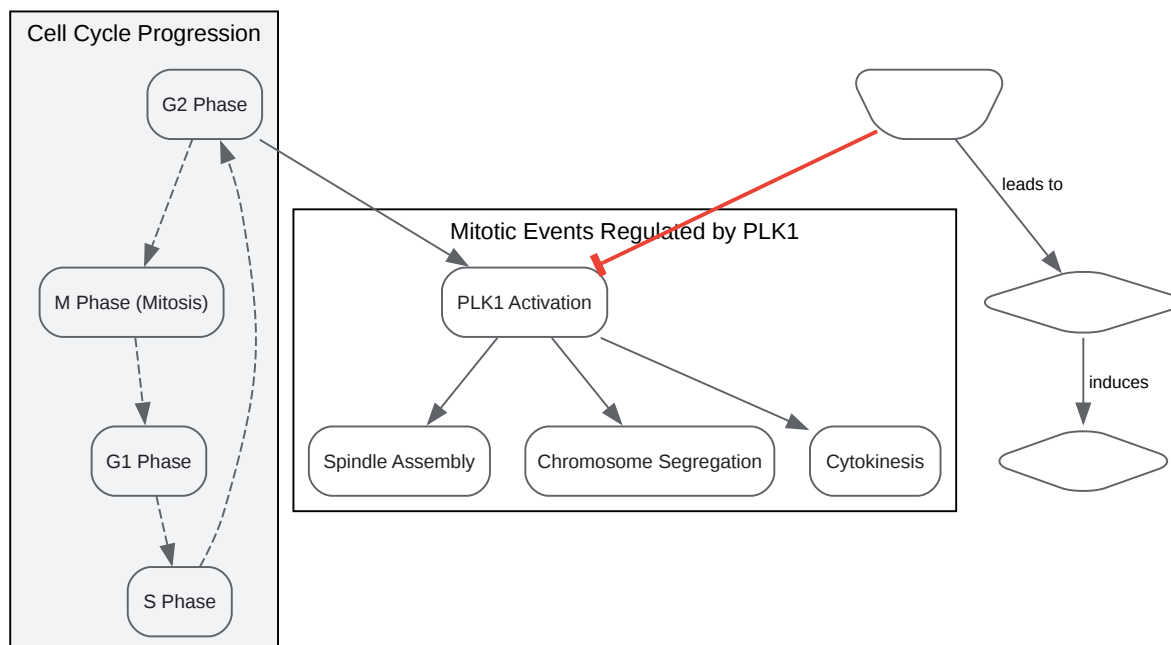 Cell Cycle Progression
G2 Phase
leads to
Mitotic Events Regulated by PLK1
M Phase (Mitosis)
PLK1 Activation
induces
G1 Phase
Spindle Assembly
Chromosome Segregation
Cytokinesis
S Phase